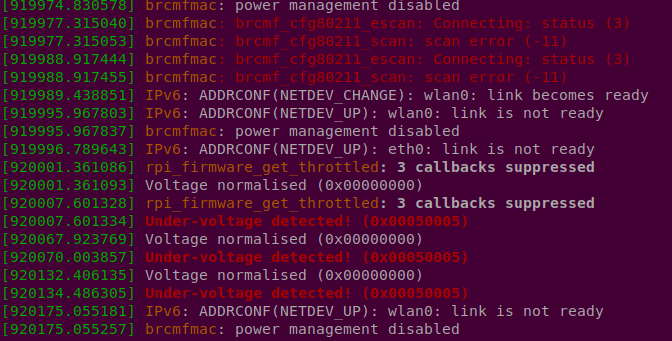 [919974.830578] brcmfmac: power management disabled
[919977.315040] brcmfmac: brcmf_cfg80211_escan: Connecting: status (3)
[919977.315053] brcmfmac: brcmf_cfg80211_scan: scan error (-11)
[919988.917444] brcmfmac: brcmf_cfg80211_escan: Connecting: status (3)
[919988.917455] brcmfmac: brcmf_cfg80211_scan: scan error (-11)
[919989.438851] IPv6: ADDRCONF(NETDEV_CHANGE): wlan0: link becomes ready
[919995.967803] IPv6: ADDRCONF(NETDEV_UP): wlan0: link is not ready
[919995.967837] brcmfmac: power management disabled
[919996.789643] IPv6: ADDRCONF(NETDEV_UP): eth0: link is not ready
[920001.361086] rpi_firmware_get_throttled: 3 callbacks suppressed
[920001.361093] Voltage normalised (0x00000000)
[920007.601328] rpi_firmware_get_throttled: 3 callbacks suppressed
[920007.601334] Under-voltage detected! (0x00050005)
[920067.923769] Voltage normalised (0x00000000)
[920070.003857] Under-voltage detected! (0x00050005)
[920132.406135] Voltage normalised (0x00000000)
[920134.486305] Under-voltage detected! (0x00050005)
[920175.055181] IPv6: ADDRCONF(NETDEV_UP): wlan0: link is not ready
[920175.055257] brcmfmac: power management disabled